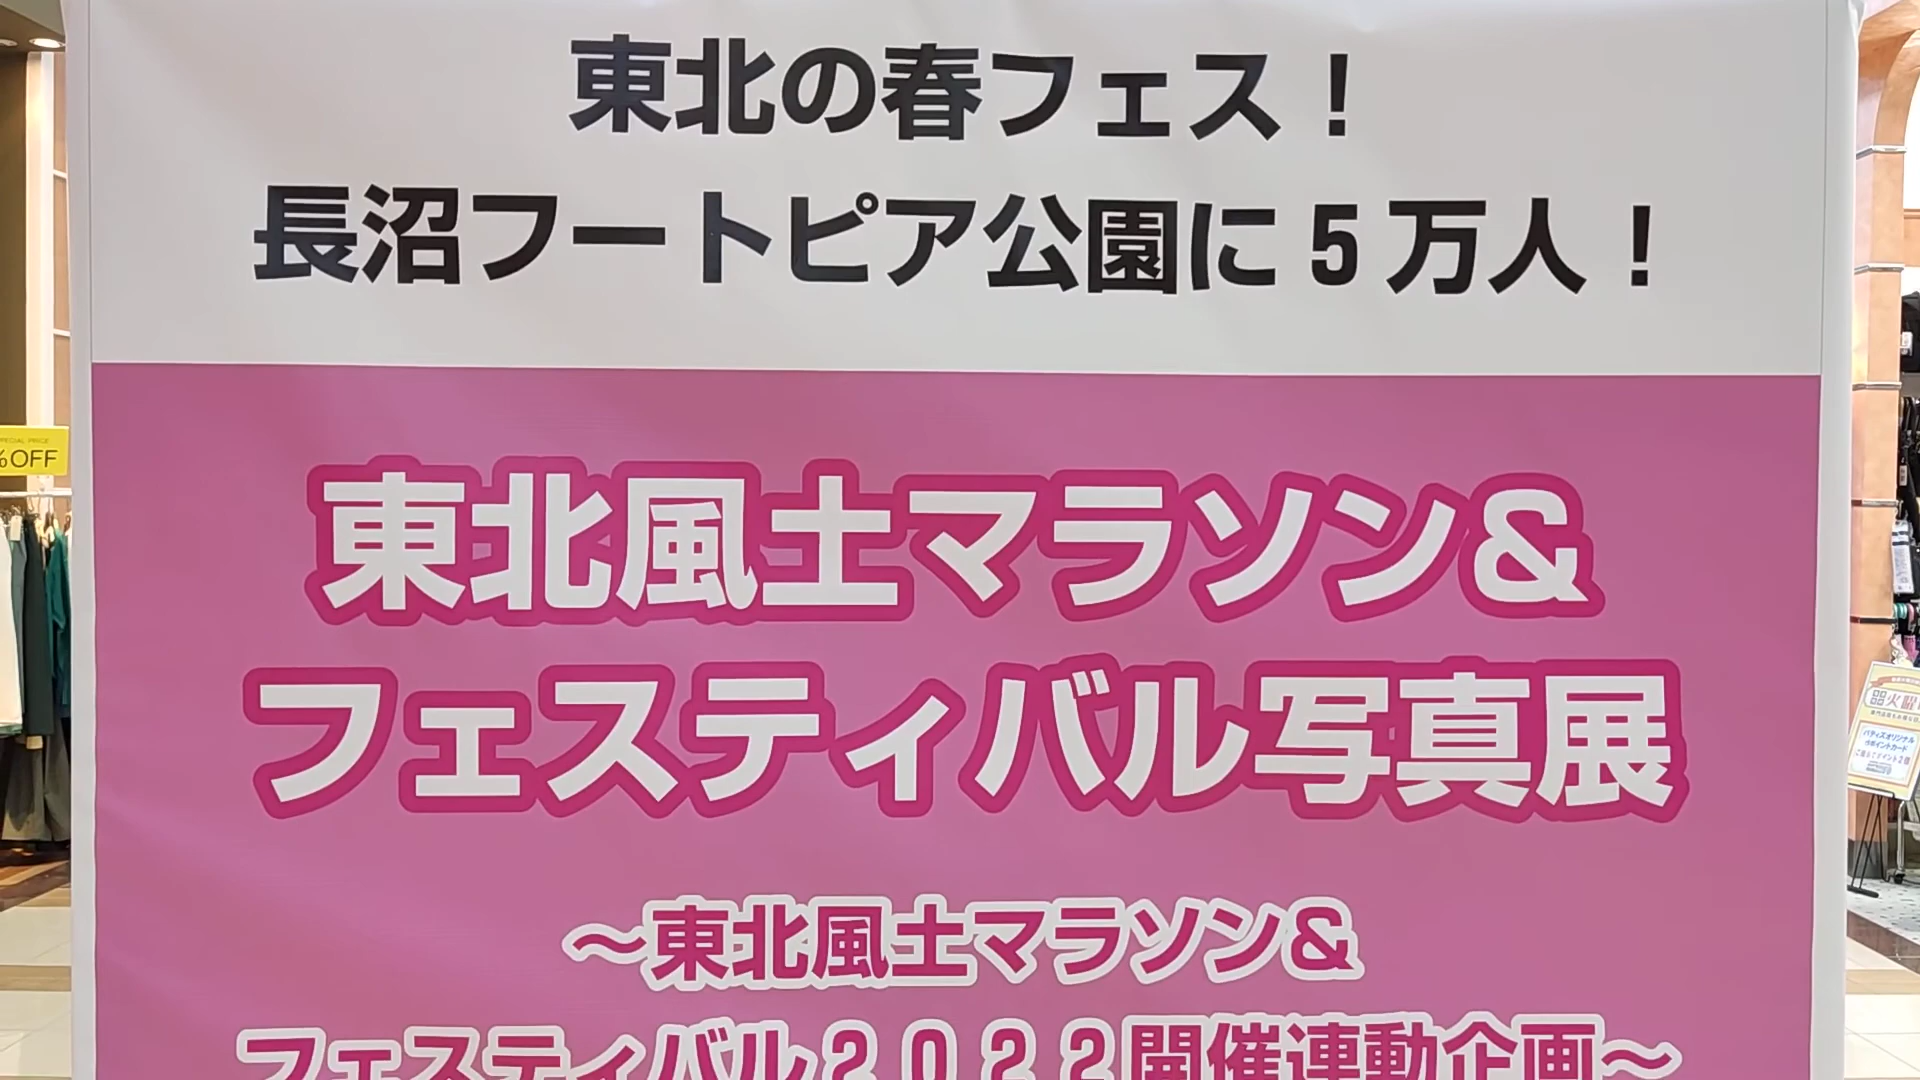 東北の春フェス！
長沼フートピア公園に5万人！
東北風土マラソン&
フェスティバル写真展
～東北風土マラソン&
フェスティバル2022開催連動企画～
%OFF
火曜